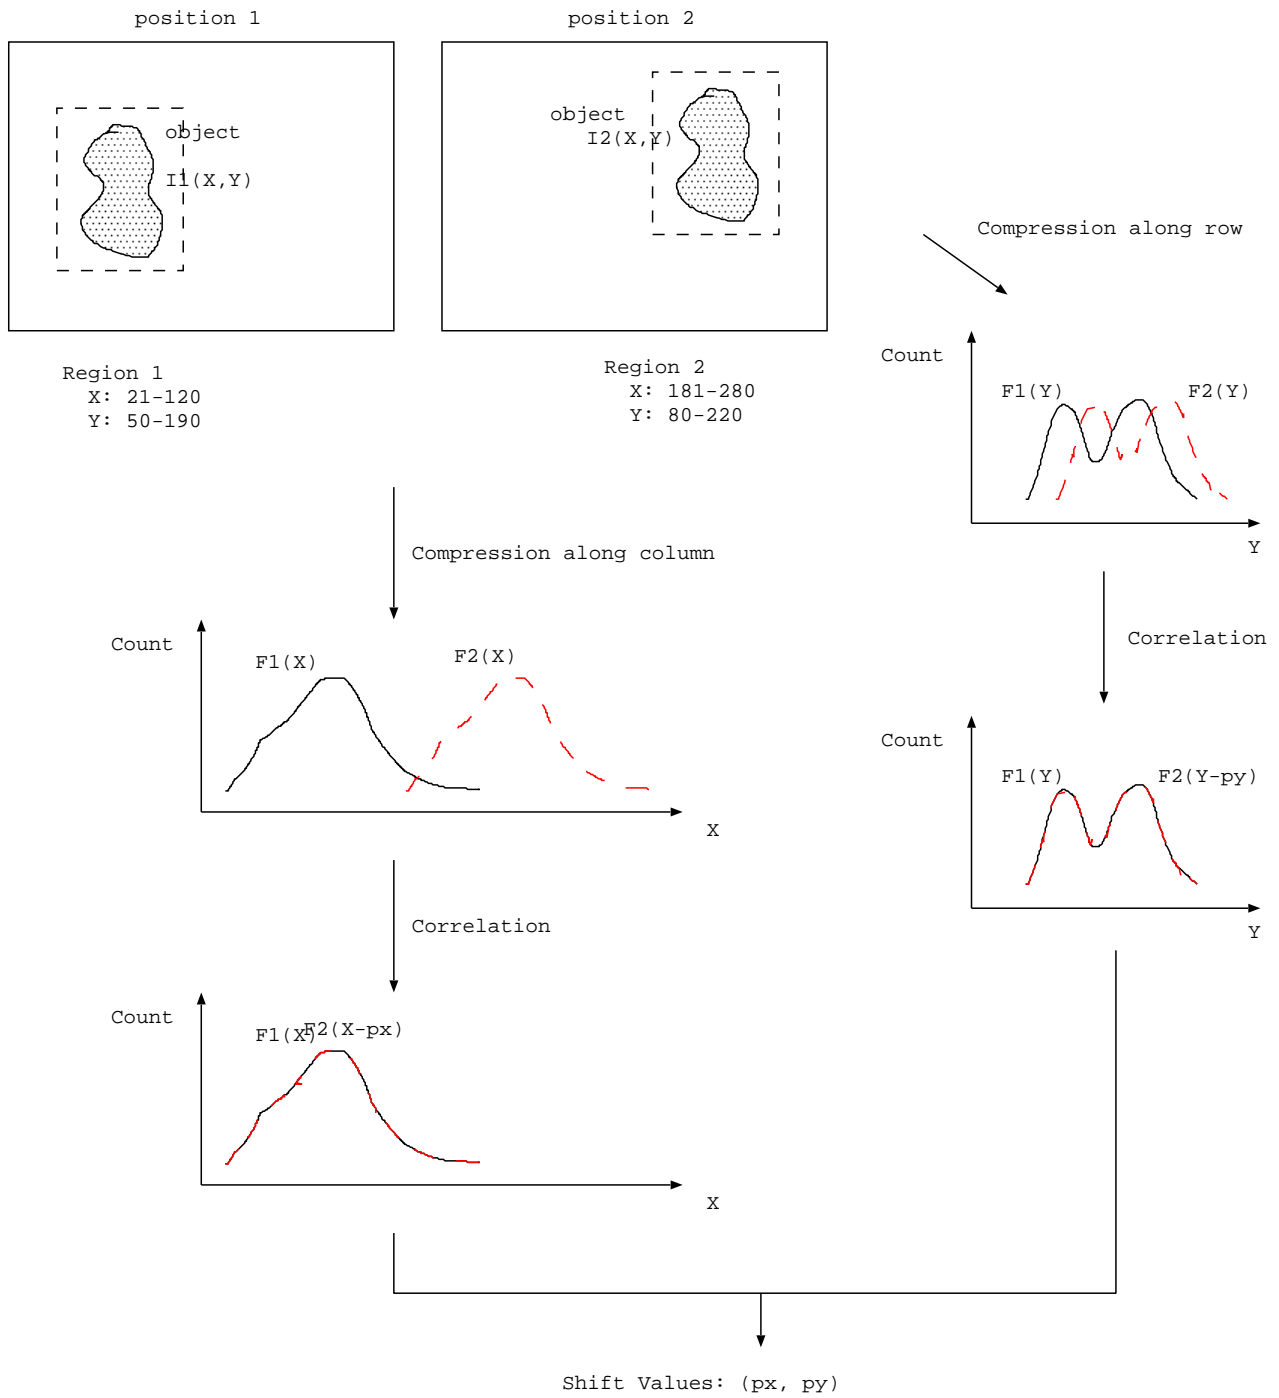 position 1
position 2
object
I1(X,Y)
object
I2(X,Y)
Compression along row
Region 1
X: 21-120
Y: 50-190
Region 2
X: 181-280
Y: 80-220
Count
F1(Y)
F2(Y)
Y
Compression along column
Count
F1(X)
F2(X)
X
Correlation
Count
F1(Y)
F2(Y-py)
Y
Correlation
Count
F1(X)
F2(X-px)
X
Shift Values: (px, py)